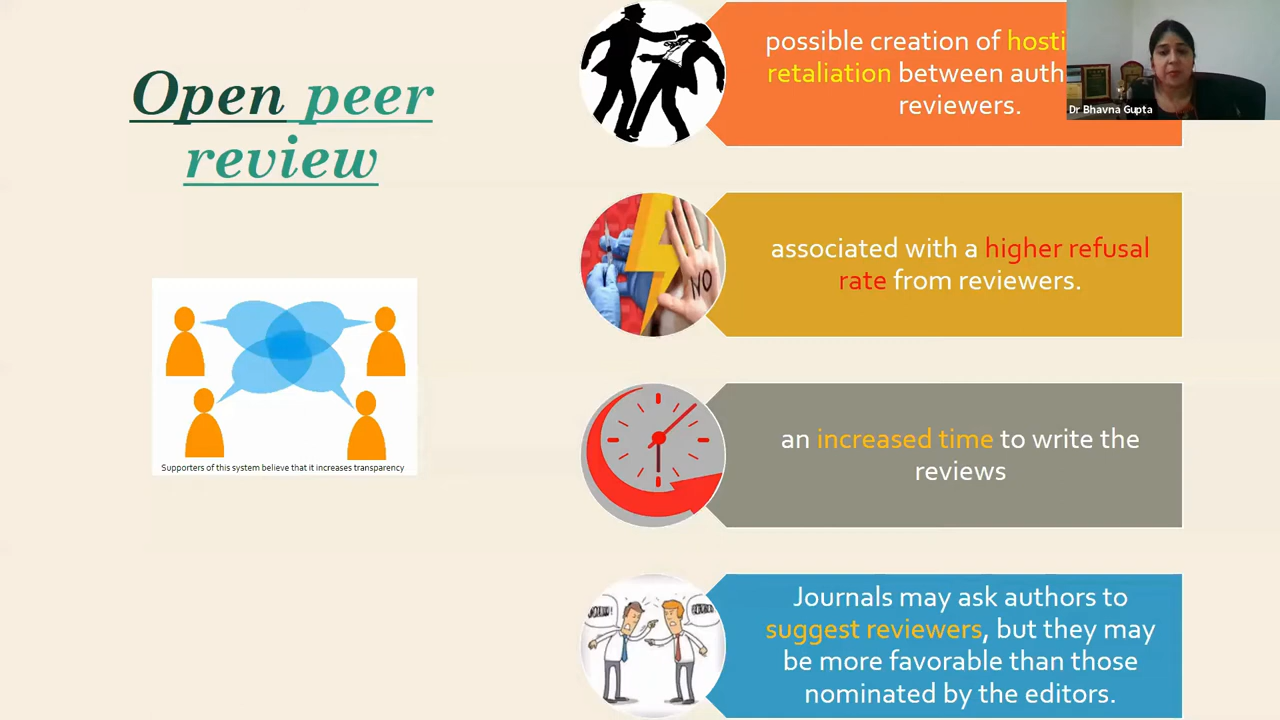 Open peer
review
Supporters of this system believe that it increases transparency
possible creation of
retaliation between
reviewers.
Dr Bhavna Gupta
associated with a higher refusal
rate from reviewers.
NO
an increased time to write the
reviews
Journals may ask authors to
suggest reviewers, but they may
be more favorable than those
nominated by the editors.